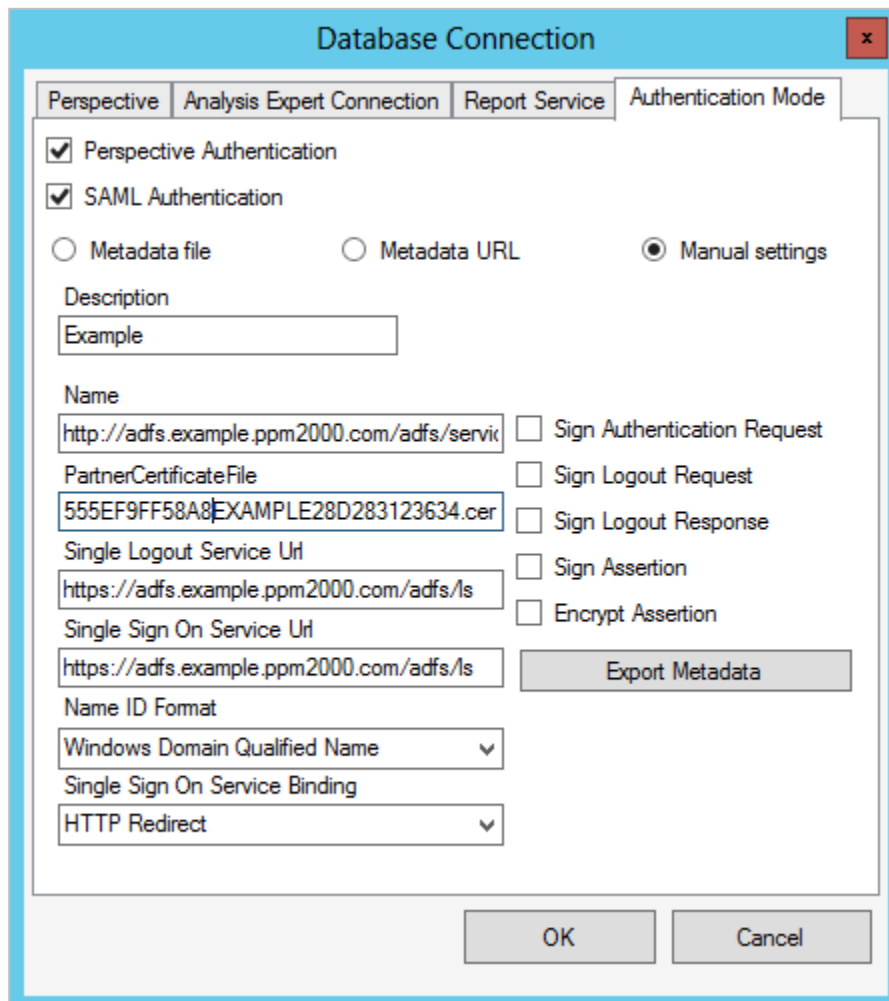 Database Connection
x
Perspective Analysis Expert Connection Report Service Authentication Mode
Perspective Authentication
SAML Authentication
Metadata file Metadata URL Manual settings
Description
Example
Name
http://adfs.example.ppm2000.com/adfs/servic
Sign Authentication Request
PartnerCertificateFile
Sign Logout Request
555EF9FF58A8EXAMPLE28D283123634.cer
Sign Logout Response
Single Logout Service Url
https://adfs.example.ppm2000.com/adfs/ls
Sign Assertion
Single Sign On Service Url
Encrypt Assertion
https://adfs.example.ppm2000.com/adfs/ls
Export Metadata
Name ID Format
Windows Domain Qualified Name
Single Sign On Service Binding
HTTP Redirect
OK Cancel